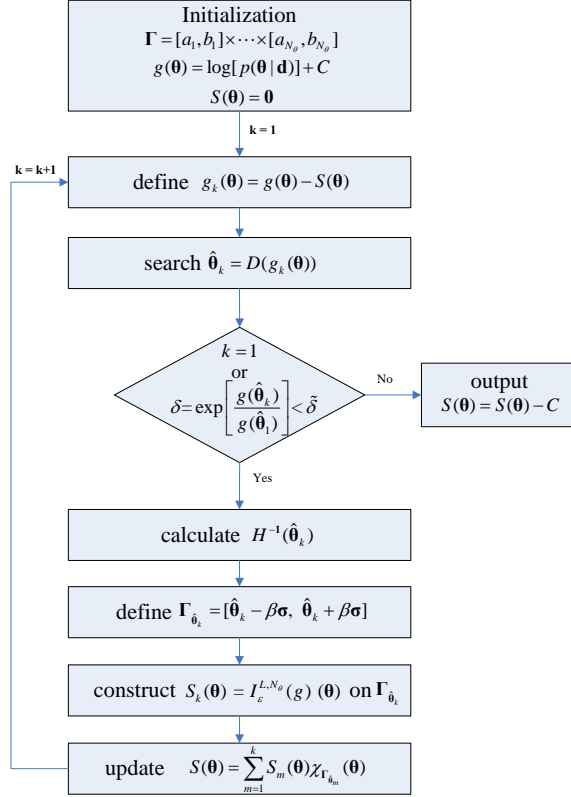 Initialization
Γ = [a₁, b₁] × ⋯ × [a_{N_θ}, b_{N_θ}]
g(θ) = log[p(θ | d)] + C
S(θ) = 0
k = 1
k = k+1
define g_k(θ) = g(θ) − S(θ)
search θ̂_k = D(g_k(θ))
k = 1
or
δ = exp[g(θ̂_k) / g(θ̂₁)] < δ̃
No
output
S(θ) = S(θ) − C
Yes
calculate H⁻¹(θ̂_k)
define Γ_{θ̂_k} = [θ̂_k − βσ, θ̂_k + βσ]
construct S_k(θ) = I_ε^{L,N_θ}(g) (θ) on Γ_{θ̂_k}
update S(θ) = ∑_{m=1}^{k} S_m(θ)χ_{Γ_{θ̂_m}}(θ)